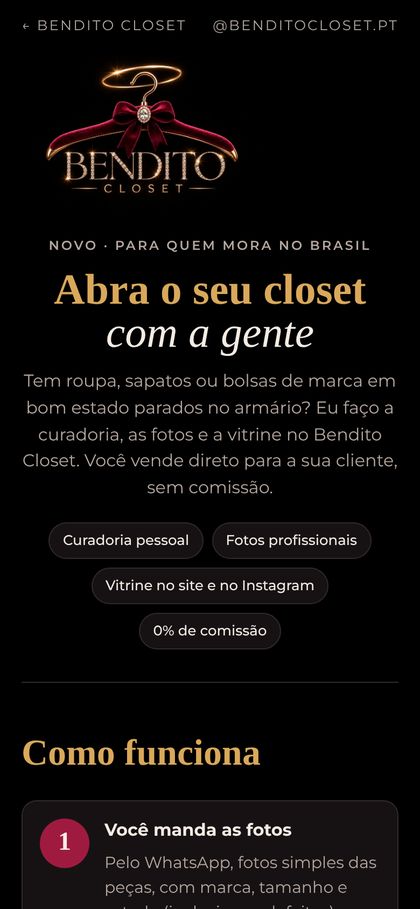 ← BENDITO CLOSET @BENDITOCLOSET.PT
BENDITO
CLOSET
NOVO · PARA QUEM MORA NO BRASIL
Abra o seu closet
com a gente
Tem roupa, sapatos ou bolsas de marca em
bom estado parados no armário? Eu faço a
curadoria, as fotos e a vitrine no Bendito
Closet. Você vende direto para a sua cliente,
sem comissão.
Curadoria pessoal Fotos profissionais
Vitrine no site e no Instagram
0% de comissão
Como funciona
1 Você manda as fotos
Pelo WhatsApp, fotos simples das
peças, com marca, tamanho e